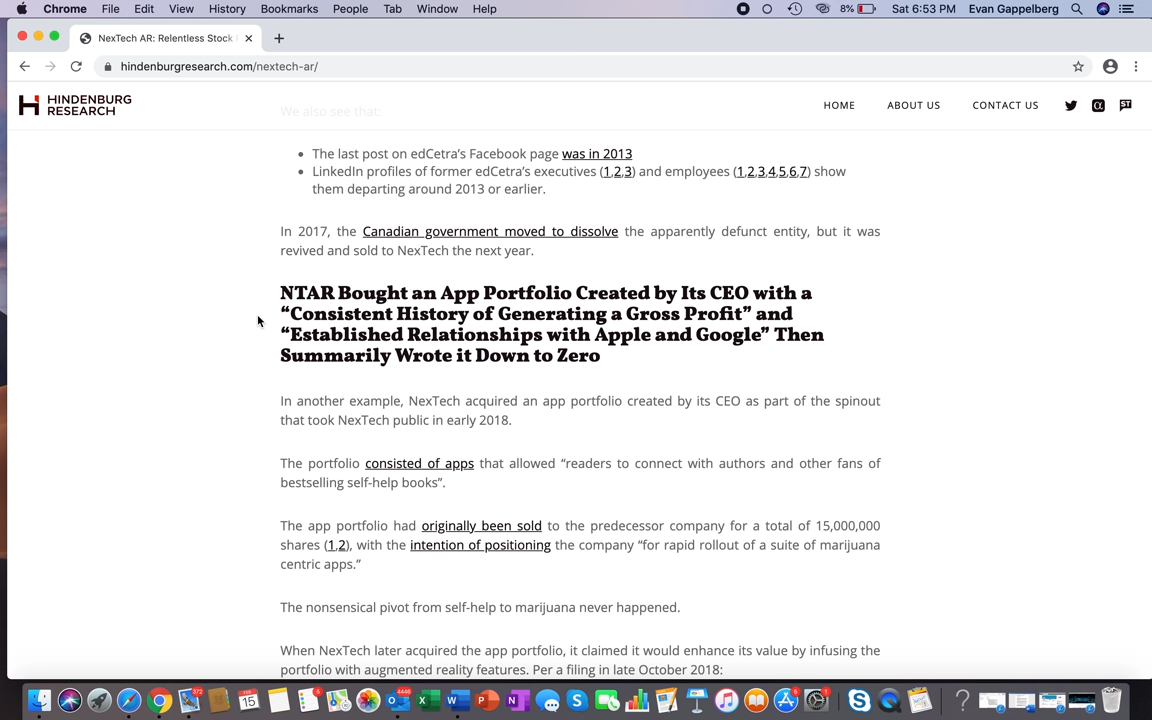 Chrome File Edit View History Bookmarks People Tab Window Help 8% Sat 6:53 PM Evan Gappelberg
NexTech AR: Relentless Stock
hindenburgresearch.com/nextech-ar/
HINDENBURG
RESEARCH
HOME ABOUT US CONTACT US
We also see that:
The last post on edCetra's Facebook page was in 2013
LinkedIn profiles of former edCetra's executives (1,2,3) and employees (1,2,3,4,5,6,7) show
them departing around 2013 or earlier.
In 2017, the Canadian government moved to dissolve the apparently defunct entity, but it was
revived and sold to NexTech the next year.
NTAR Bought an App Portfolio Created by Its CEO with a
“Consistent History of Generating a Gross Profit” and
“Established Relationships with Apple and Google” Then
Summarily Wrote it Down to Zero
In another example, NexTech acquired an app portfolio created by its CEO as part of the spinout
that took NexTech public in early 2018.
The portfolio consisted of apps that allowed “readers to connect with authors and other fans of
bestselling self-help books”.
The app portfolio had originally been sold to the predecessor company for a total of 15,000,000
shares (1,2), with the intention of positioning the company “for rapid rollout of a suite of marijuana
centric apps.”
The nonsensical pivot from self-help to marijuana never happened.
When NexTech later acquired the app portfolio, it claimed it would enhance its value by infusing the
portfolio with augmented reality features. Per a filing in late October 2018: